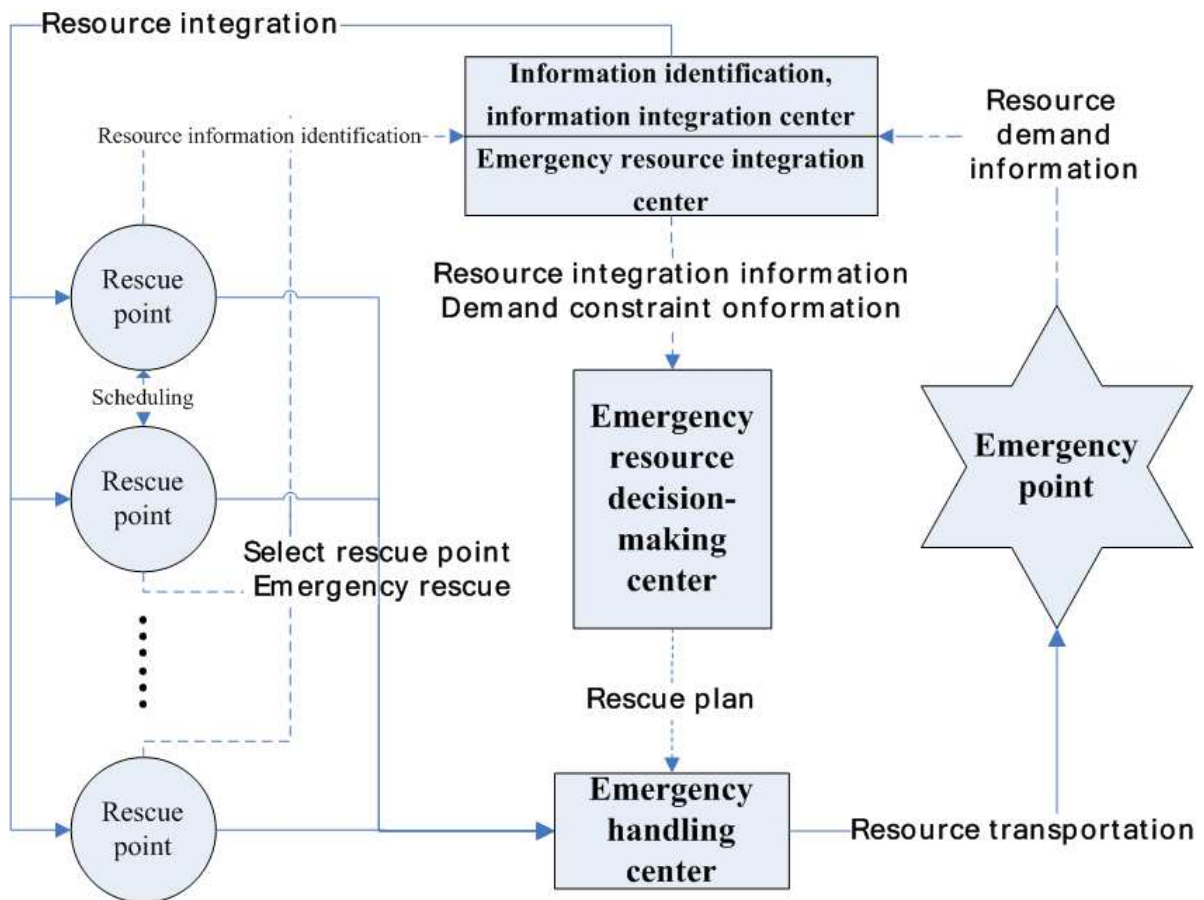 Resource integration
Information identification,
information integration center
Emergency resource integration
center
Resource information identification
Resource
demand
information
Rescue
point
Resource integration information
Demand constraint onformation
Scheduling
Rescue
point
Emergency
resource
decision-
making
center
Emergency
point
Select rescue point
Emergency rescue
Rescue plan
Rescue
point
Emergency
handling
center
Resource transportation